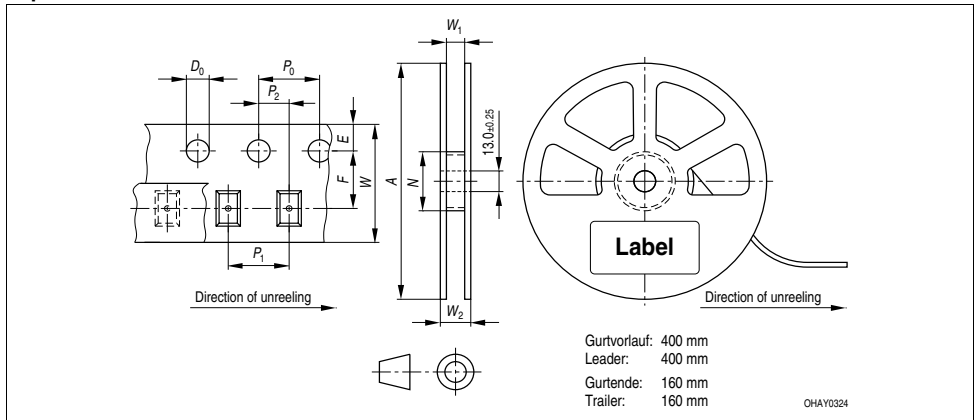 W1
D0
P0
P2
E
F
W
A
N
13.0±0.25
Label
P1
Direction of unreeling
W2
Direction of unreeling
Gurtvorlauf: 400 mm
Leader: 400 mm
Gurtende: 160 mm
Trailer: 160 mm
OHAY0324